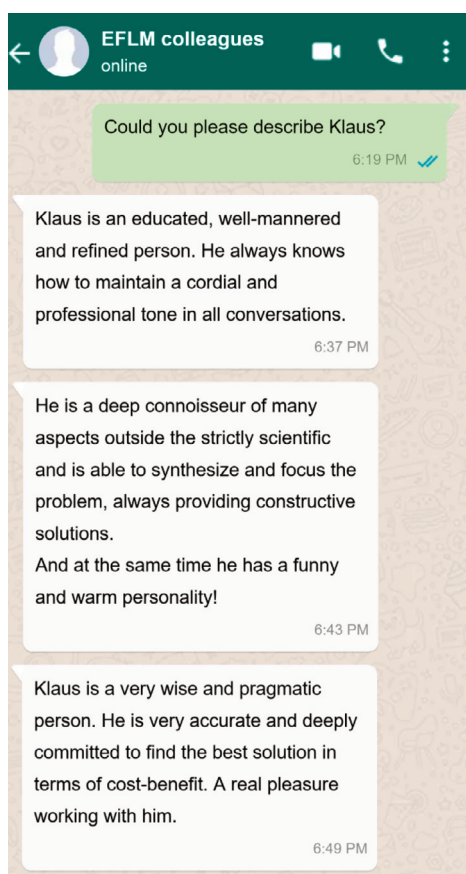 EFLM colleagues
online
Could you please describe Klaus?
6:19 PM
Klaus is an educated, well-mannered
and refined person. He always knows
how to maintain a cordial and
professional tone in all conversations.
6:37 PM
He is a deep connoisseur of many
aspects outside the strictly scientific
and is able to synthesize and focus the
problem, always providing constructive
solutions.
And at the same time he has a funny
and warm personality!
6:43 PM
Klaus is a very wise and pragmatic
person. He is very accurate and deeply
committed to find the best solution in
terms of cost-benefit. A real pleasure
working with him.
6:49 PM